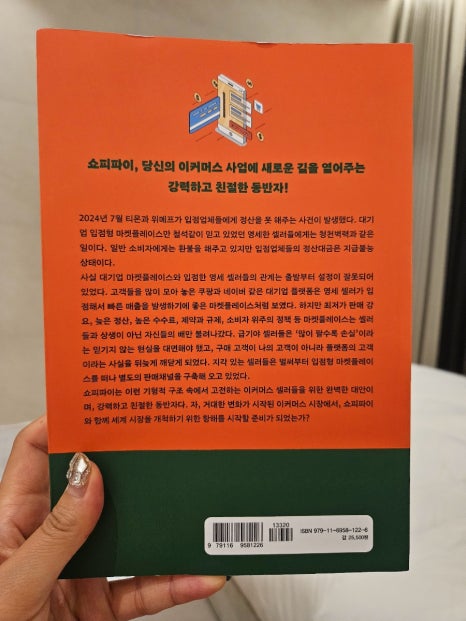 쇼피파이, 당신의 이커머스 사업에 새로운 길을 열어주는
강력하고 친절한 동반자!
2024년 7월 티몬과 위메프가 입점업체들에게 정산을 못 해주는 사건이 발생했다. 대기
업 입점형 마켓플레이스만 철석같이 믿고 있었던 영세한 셀러들에게는 청천벽력과 같은
일이다. 일반 소비자에게는 환불을 해주고 있지만 입점업체들의 정산대금은 지급불능
상태이다.
사실 대기업 마켓플레이스와 입점한 영세 셀러들의 관계는 출발부터 설정이 잘못되어
있었다. 고객들을 많이 모아 놓은 쿠팡과 네이버 같은 대기업 플랫폼은 영세 셀러가 입
점해서 빠른 매출을 발생하기에 좋은 마켓플레이스처럼 보였다. 하지만 최저가 판매 강
요, 늦은 정산, 높은 수수료, 제약과 규제, 소비자 위주의 정책 등 마켓플레이스는 셀러
들과 상생이 아닌 자신들의 배만 불려나갔다. 급기야 셀러들은 '많이 팔수록 손실'이라
는 믿기지 않는 현실을 대면해야 했고, 구매 고객이 나의 고객이 아니라 플랫폼의 고객
이라는 사실을 뒤늦게 깨닫게 되었다. 지각 있는 셀러들은 벌써부터 입점형 마켓플레이
스를 떠나 별도의 판매채널을 구축해 오고 있었다.
쇼피파이는 이런 기형적 구조 속에서 고전하는 이커머스 셀러들을 위한 완벽한 대안이
며, 강력하고 친절한 동반자다. 자, 거대한 변화가 시작된 이커머스 시장에서, 쇼피파이
와 함께 세계 시장을 개척하기 위한 항해를 시작할 준비가 되었는가?
13320
ISBN 979-11-6958-122-6
값 25,500원
9 791169 581226